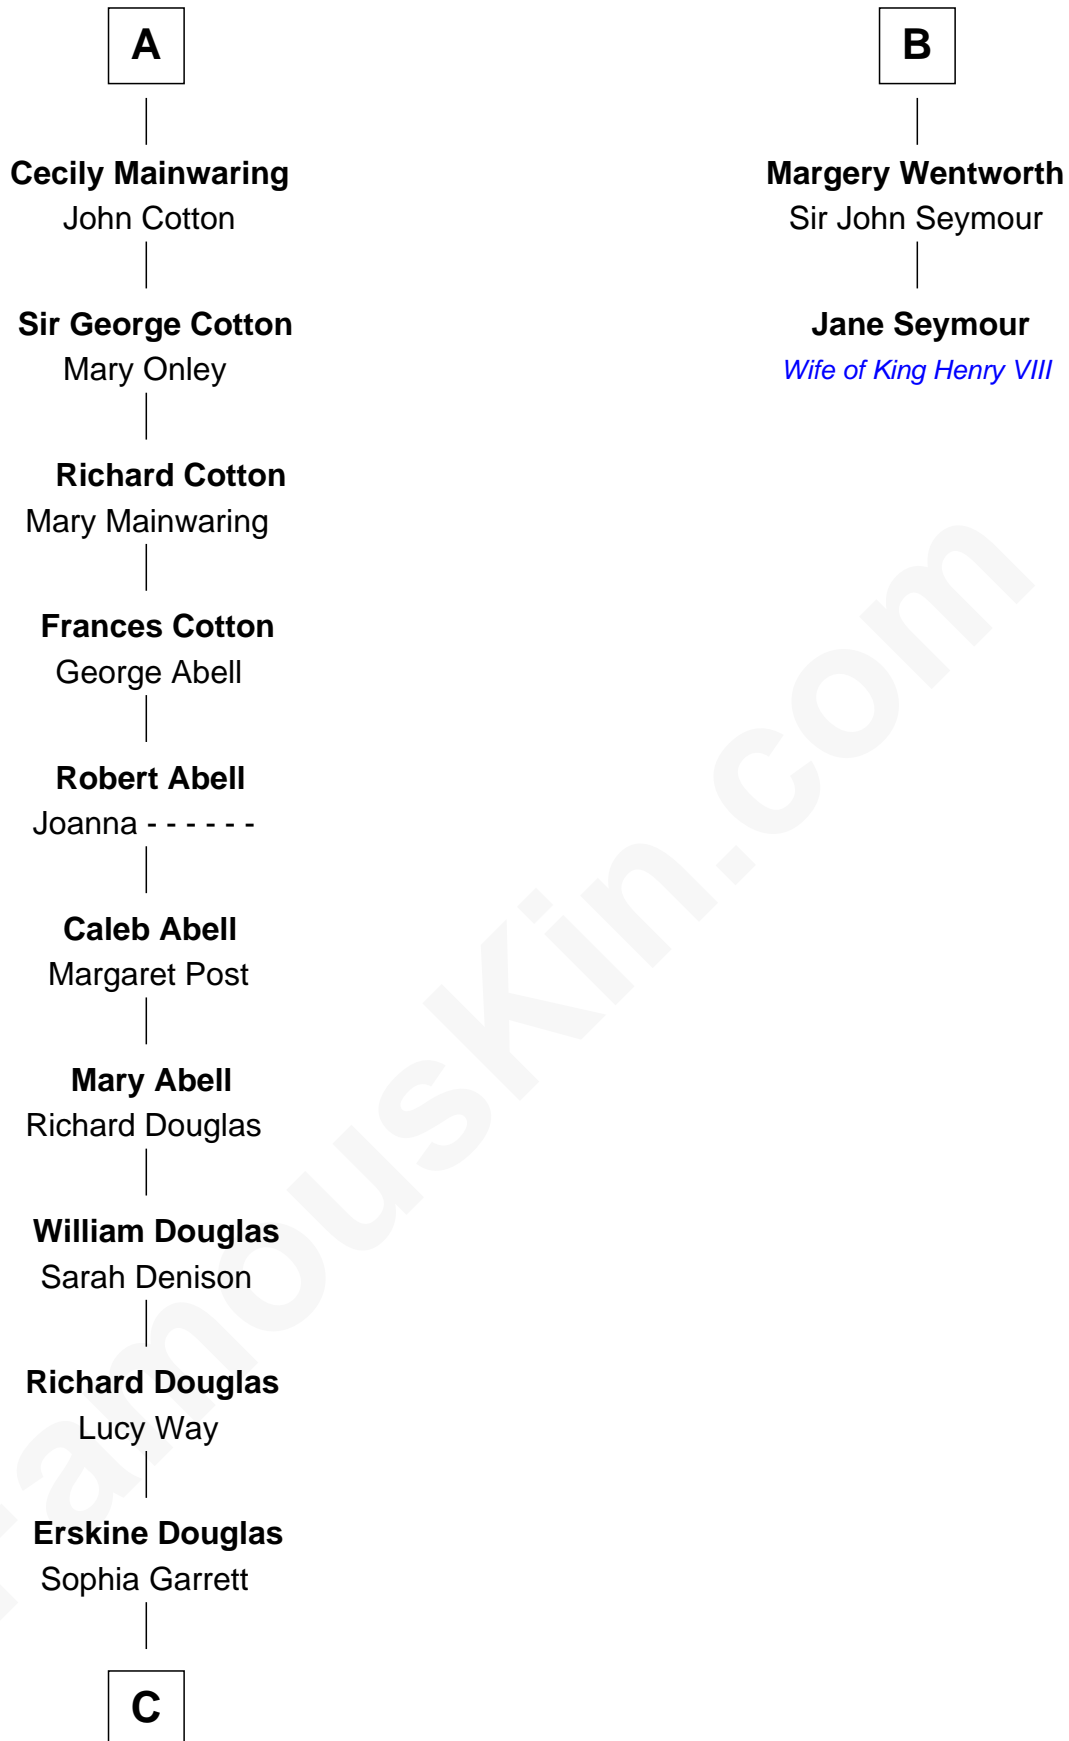 A
Cecily Mainwaring
John Cotton
Sir George Cotton
Mary Onley
Richard Cotton
Mary Mainwaring
Frances Cotton
George Abell
Robert Abell
Joanna - - - - - -
Caleb Abell
Margaret Post
Mary Abell
Richard Douglas
William Douglas
Sarah Denison
Richard Douglas
Lucy Way
Erskine Douglas
Sophia Garrett
C
B
Margery Wentworth
Sir John Seymour
Jane Seymour
Wife of King Henry VIII
FamousKin.com